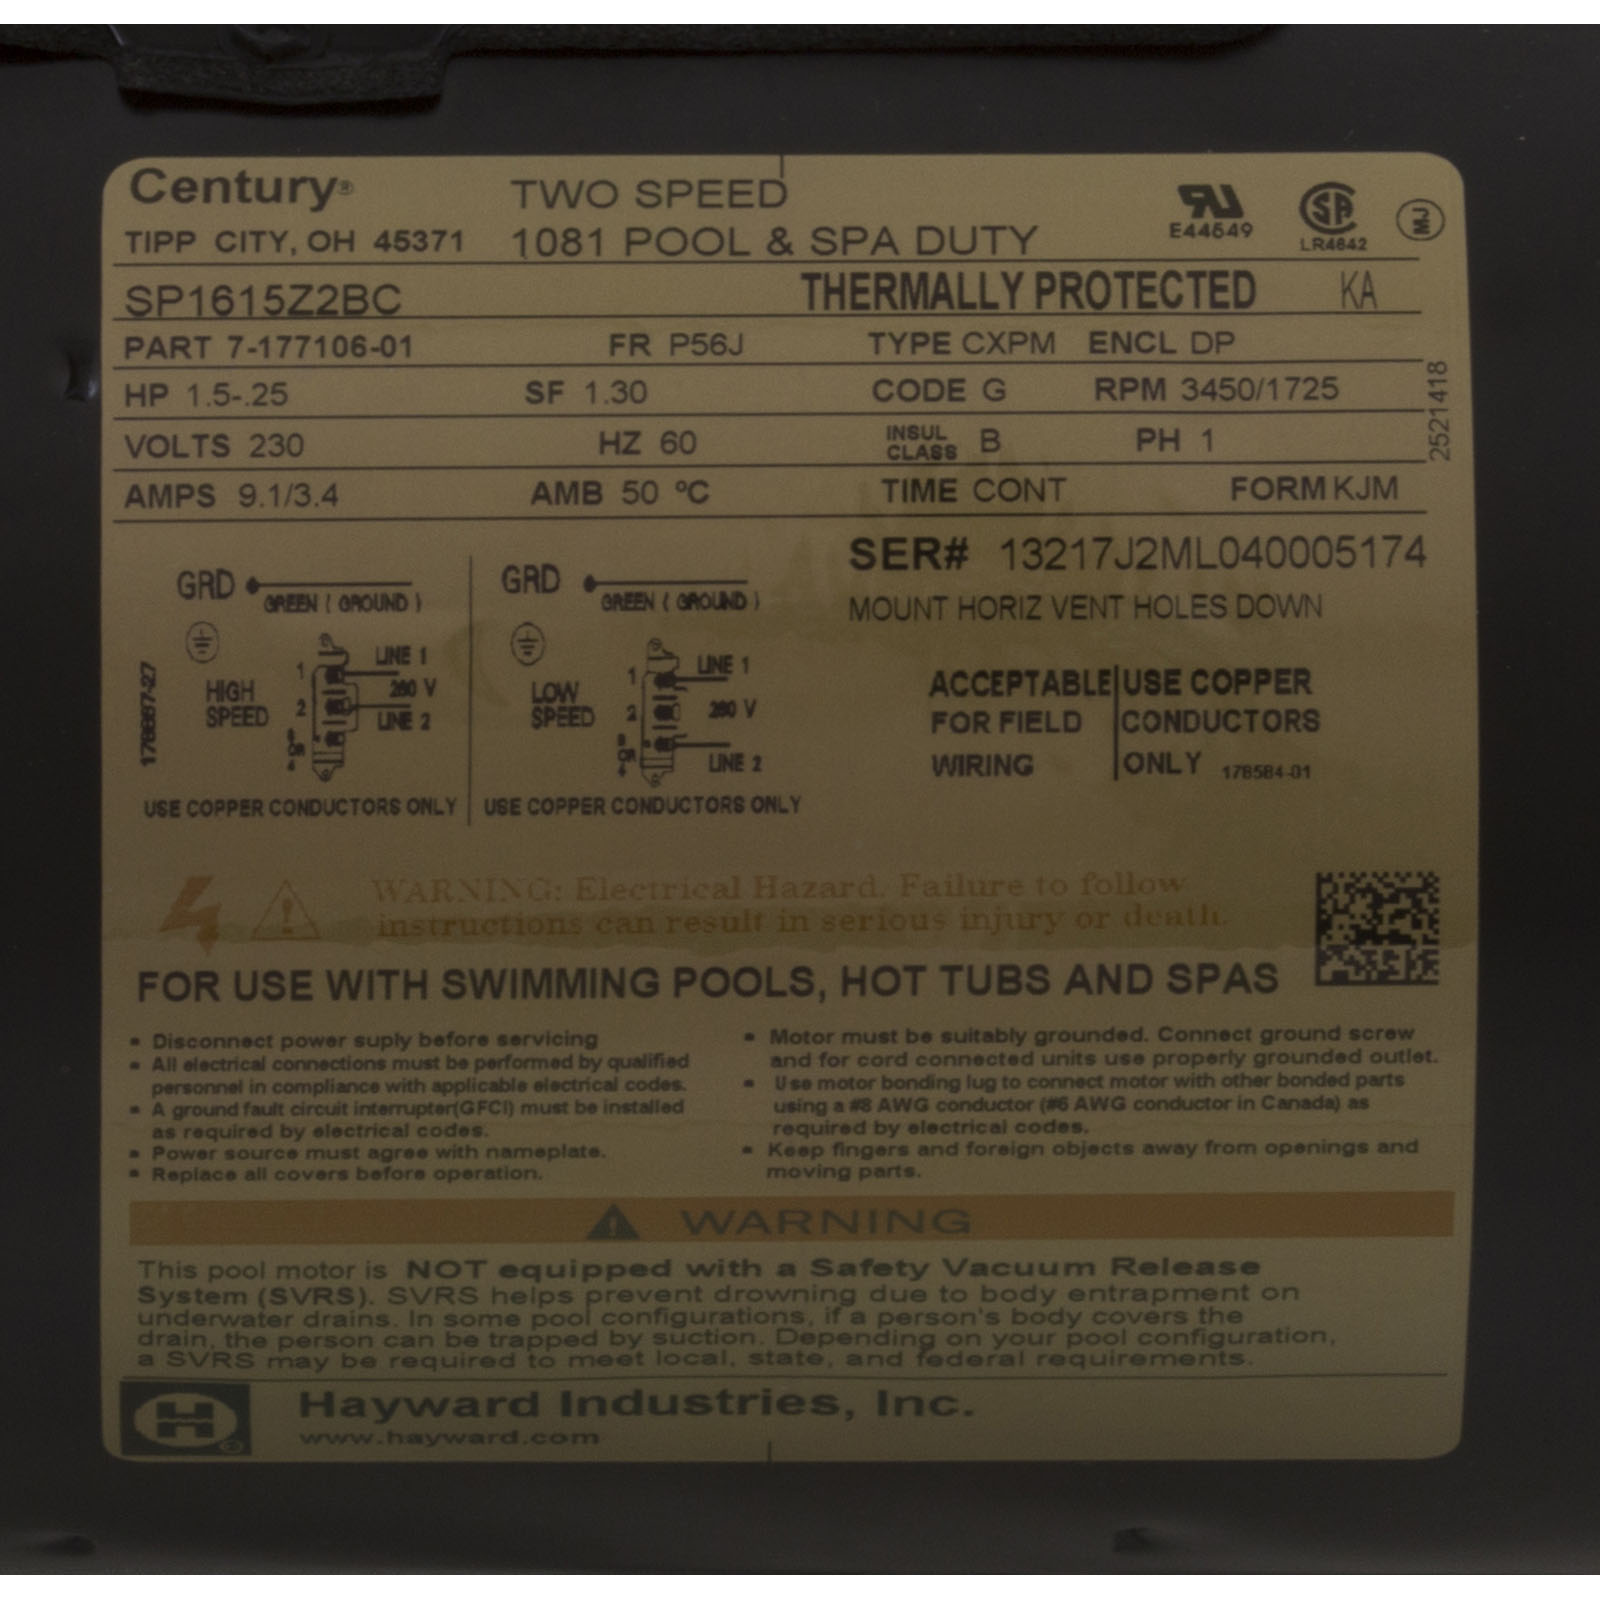 Century®
TWO SPEED
TIPP CITY, OH 45371
1081 POOL & SPA DUTY
E44549
SA
LR4642
MJ
SP1615Z2BC
THERMALLY PROTECTED
KA
PART 7-177106-01
FR P56J
TYPE CXPM
ENCL DP
HP 1.5-.25
SF 1.30
CODE G
RPM 3450/1725
2521418
VOLTS 230
HZ 60
INSUL
CLASS B
PH 1
AMPS 9.1/3.4
AMB 50 ºC
TIME CONT
FORM KJM
SER# 13217J2ML040005174
MOUNT HORIZ VENT HOLES DOWN
GRD
GREEN ( GROUND )
HIGH
SPEED
1
2
OR
4
LINE 1
LINE 2
USE COPPER CONDUCTORS ONLY
GRD
GREEN ( GROUND )
LOW
SPEED
1
2
OR
4
LINE 1
LINE 2
USE COPPER CONDUCTORS ONLY
ACCEPTABLE
FOR FIELD
WIRING
USE COPPER
CONDUCTORS
ONLY
WARNING: Electrical Hazard. Failure to follow
instructions can result in serious injury or death.
FOR USE WITH SWIMMING POOLS, HOT TUBS AND SPAS
▪ Disconnect power suply before servicing
▪ All electrical connections must be performed by qualified
personnel in compliance with applicable electrical codes.
▪ A ground fault circuit interrupter(GFCI) must be installed
as required by electrical codes.
▪ Power source must agree with nameplate.
▪ Replace all covers before operation.
▪ Motor must be suitably grounded. Connect ground screw
and for cord connected units use properly grounded outlet.
▪ Use motor bonding lug to connect motor with other bonded parts
using a #8 AWG conductor (#6 AWG conductor in Canada) as
required by electrical codes.
▪ Keep fingers and foreign objects away from openings and
moving parts.
WARNING
This pool motor is NOT equipped with a Safety Vacuum Release
System (SVRS). SVRS helps prevent drowning due to body entrapment on
underwater drains. In some pool configurations, if a person's body covers the
drain, the person can be trapped by suction. Depending on your pool configuration,
a SVRS may be required to meet local, state, and federal requirements.
H
Hayward Industries, Inc.
www.hayward.com